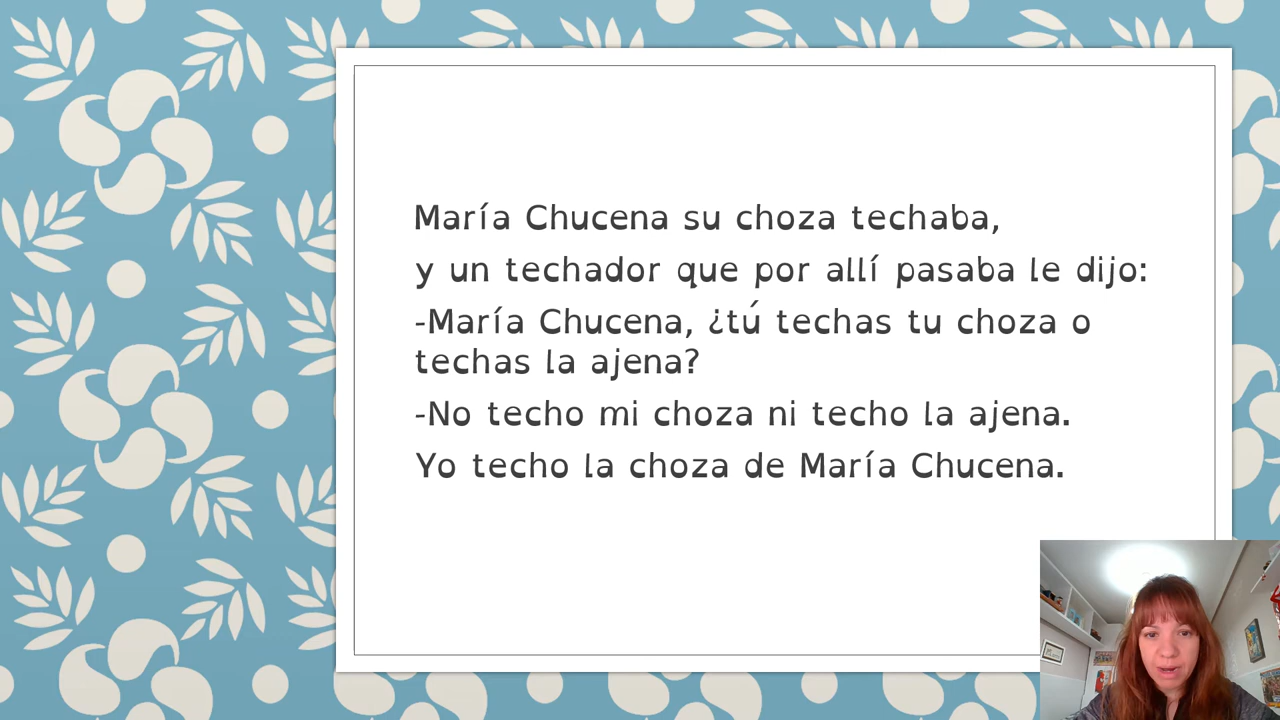 María Chucena su choza techaba,
y un techador que por allí pasaba le dijo:
-María Chucena, ¿tú techas tu choza o
techas la ajena?
-No techo mi choza ni techo la ajena.
Yo techo la choza de María Chucena.